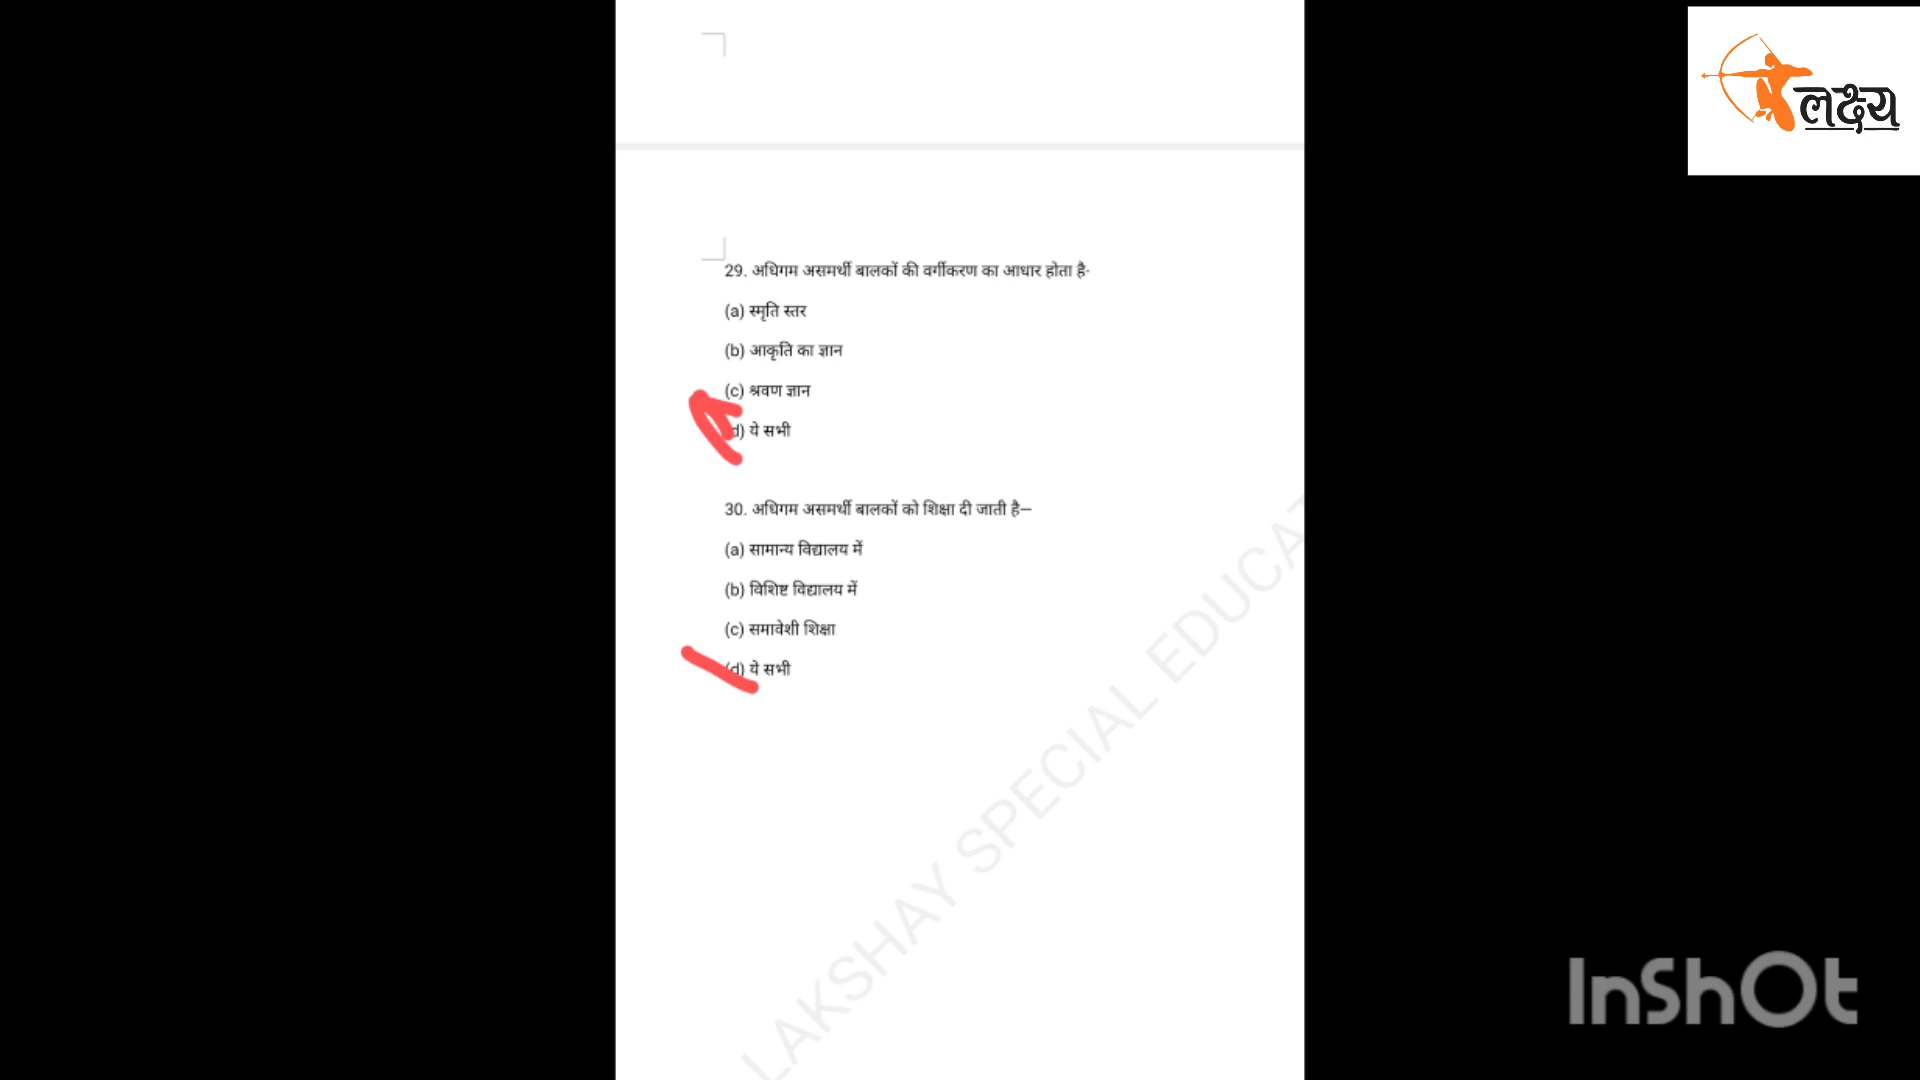 लक्ष्य
29. अधिगम असमर्थी बालकों की वर्गीकरण का आधार होता है-
(a) स्मृति स्तर
(b) आकृति का ज्ञान
(c) श्रवण ज्ञान
(d) ये सभी
30. अधिगम असमर्थी बालकों को शिक्षा दी जाती है—
(a) सामान्य विद्यालय में
(b) विशिष्ट विद्यालय में
(c) समावेशी शिक्षा
(d) ये सभी
LAKSHAY SPECIAL EDUCAT
InShOt